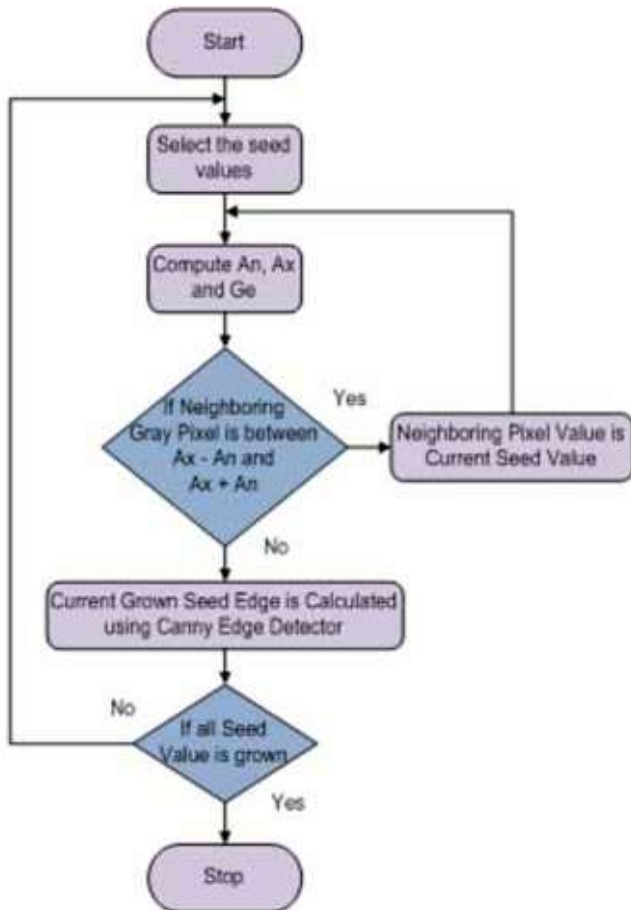 Start
Select the seed
values
Compute An, Ax
and Ge
If Neighboring
Gray Pixel is between
Ax - An and
Ax + An
Yes
Neighboring Pixel Value is
Current Seed Value
No
Current Grown Seed Edge is Calculated
using Canny Edge Detector
No
If all Seed
Value is grown
Yes
Stop